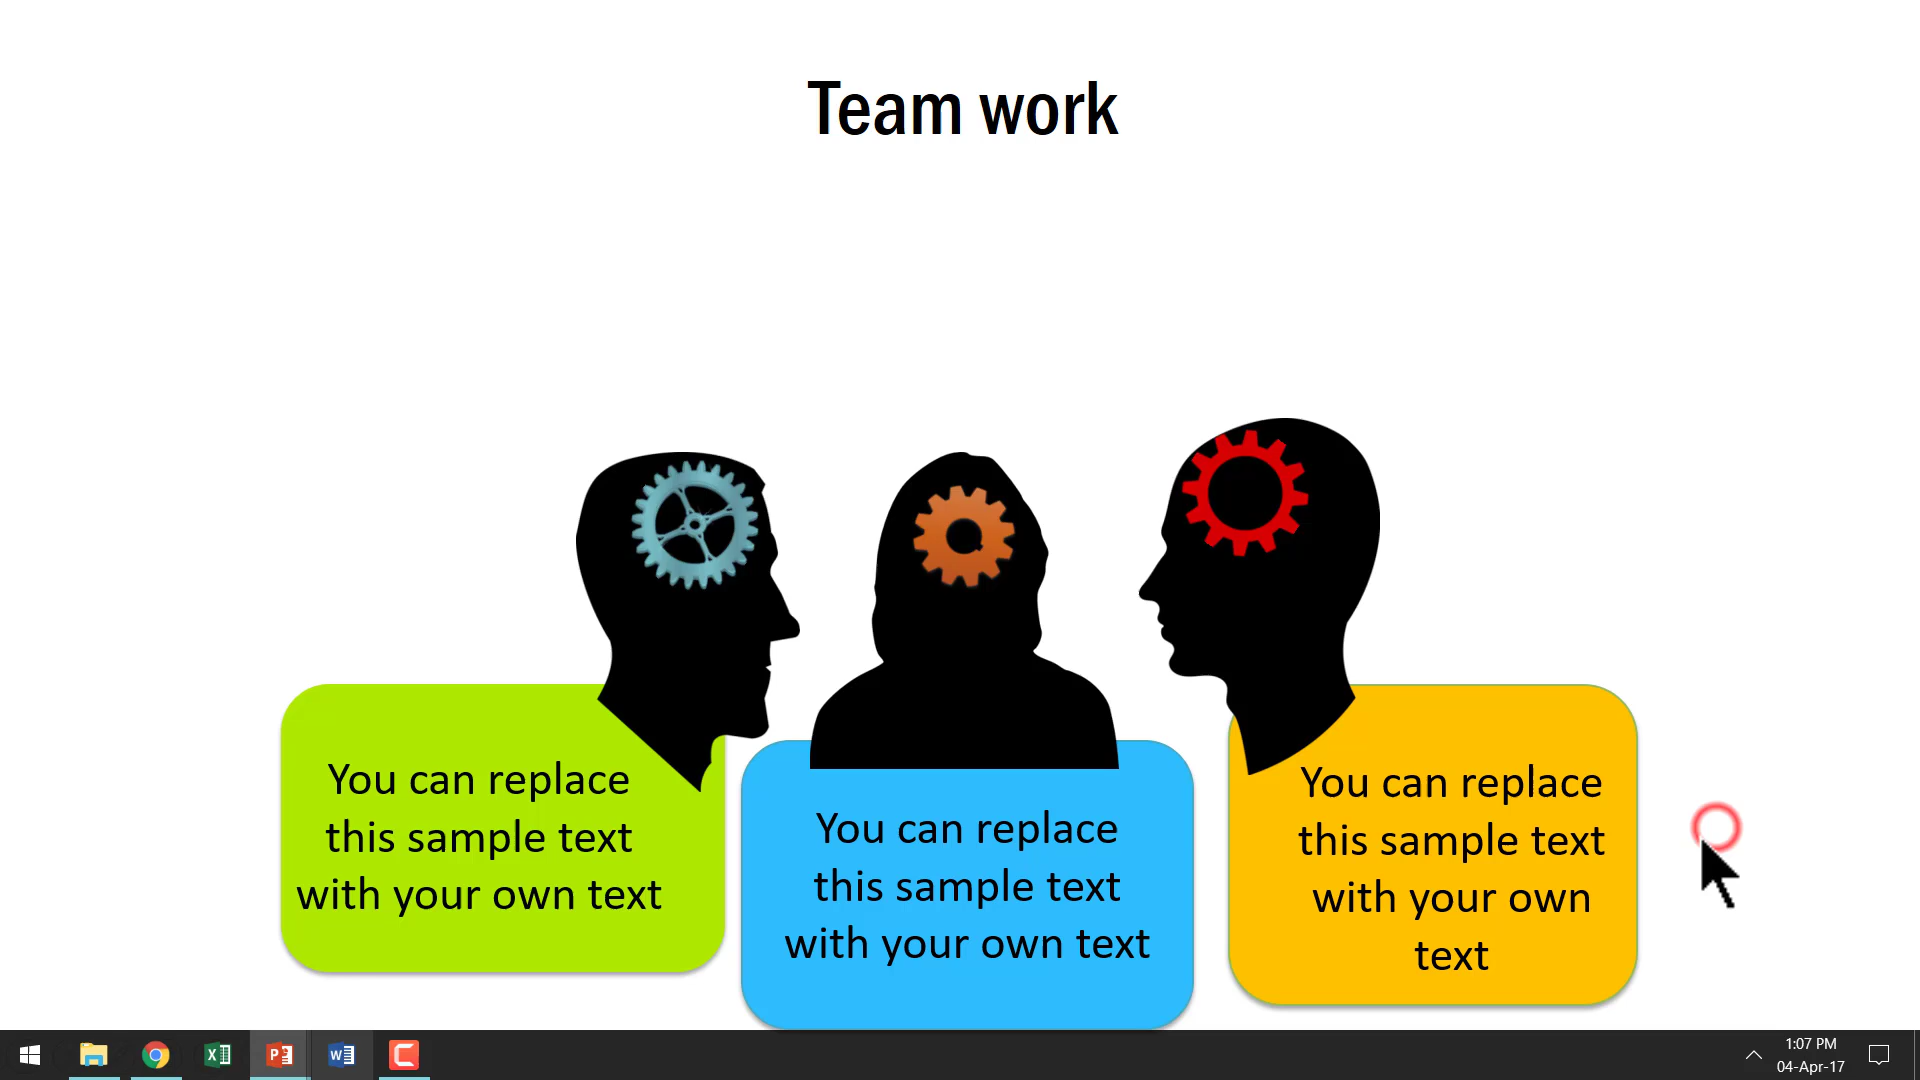 Team work
You can replace
this sample text
with your own text
You can replace
this sample text
with your own text
You can replace
this sample text
with your own
text
1:07 PM
04-Apr-17